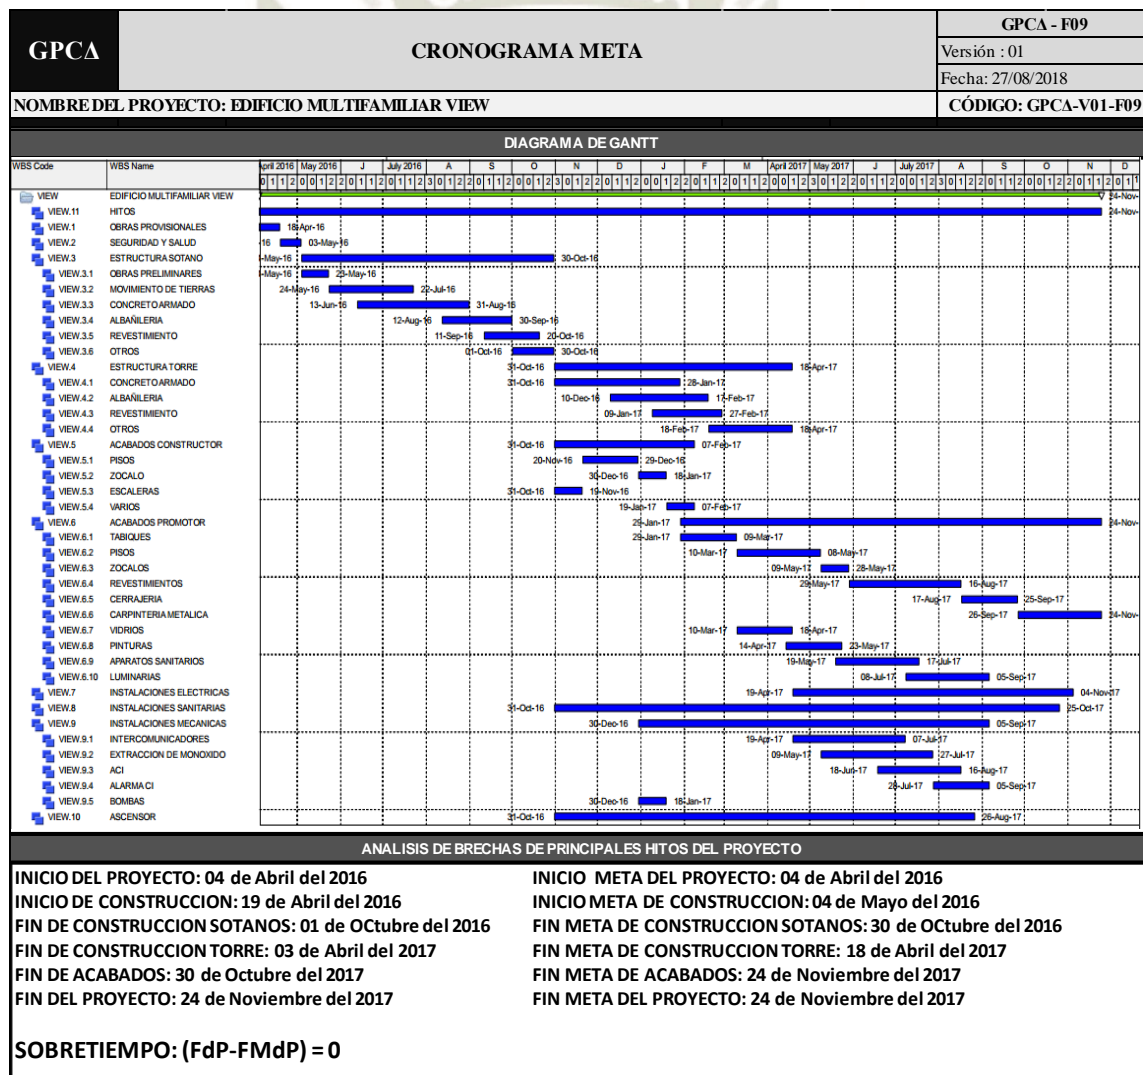 GPCΔ
CRONOGRAMA META
GPCA - F09
Versión : 01
Fecha: 27/08/2018
NOMBRE DEL PROYECTO: EDIFICIO MULTIFAMILIAR VIEW
CÓDIGO: GPCA-V01-F09
DIAGRAMA DE GANTT
WBS Code WBS Name April 2016 May 2016 J July 2016 A S O N D J F M April 2017 May 2017 J July 2017 A S O N D
VIEW EDIFICIO MULTIFAMILIAR VIEW 24-Nov-
VIEW.11 HITOS 24-Nov-
VIEW.1 OBRAS PROVISIONALES 18-Apr-16
VIEW.2 SEGURIDAD Y SALUD 16 03-May-16
VIEW.3 ESTRUCTURA SOTANO -May-16 30-Oct-16
VIEW.3.1 OBRAS PRELIMINARES -May-16 23-May-16
VIEW.3.2 MOVIMIENTO DE TIERRAS 24-May-16 22-Jul-16
VIEW.3.3 CONCRETO ARMADO 13-Jun-16 31-Aug-16
VIEW.3.4 ALBAÑILERIA 12-Aug-16 30-Sep-16
VIEW.3.5 REVESTIMIENTO 11-Sep-16 20-Oct-16
VIEW.3.6 OTROS 01-Oct-16 30-Oct-16
VIEW.4 ESTRUCTURA TORRE 31-Oct-16 18-Apr-17
VIEW.4.1 CONCRETO ARMADO 31-Oct-16 28-Jan-17
VIEW.4.2 ALBAÑILERIA 10-Dec-16 17-Feb-17
VIEW.4.3 REVESTIMIENTO 09-Jan-17 27-Feb-17
VIEW.4.4 OTROS 18-Feb-17 18-Apr-17
VIEW.5 ACABADOS CONSTRUCTOR 31-Oct-16 07-Feb-17
VIEW.5.1 PISOS 20-Nov-16 29-Dec-16
VIEW.5.2 ZOCALO 30-Dec-16 18-Jan-17
VIEW.5.3 ESCALERAS 31-Oct-16 19-Nov-16
VIEW.5.4 VARIOS 19-Jan-17 07-Feb-17
VIEW.6 ACABADOS PROMOTOR 29-Jan-17 24-Nov-
VIEW.6.1 TABIQUES 29-Jan-17 09-Mar-17
VIEW.6.2 PISOS 10-Mar-17 08-May-17
VIEW.6.3 ZOCALOS 09-May-17 28-May-17
VIEW.6.4 REVESTIMIENTOS 29-May-17 16-Aug-17
VIEW.6.5 CERRAJERIA 17-Aug-17 25-Sep-17
VIEW.6.6 CARPINTERIA METALICA 26-Sep-17 24-Nov-
VIEW.6.7 VIDRIOS 10-Mar-17 18-Apr-17
VIEW.6.8 PINTURAS 14-Apr-17 23-May-17
VIEW.6.9 APARATOS SANITARIOS 19-May-17 17-Jul-17
VIEW.6.10 LUMINARIAS 08-Jul-17 05-Sep-17
VIEW.7 INSTALACIONES ELECTRICAS 19-Apr-17 04-Nov-17
VIEW.8 INSTALACIONES SANITARIAS 31-Oct-16 25-Oct-17
VIEW.9 INSTALACIONES MECANICAS 30-Dec-16 05-Sep-17
VIEW.9.1 INTERCOMUNICADORES 19-Apr-17 07-Jul-17
VIEW.9.2 EXTRACCION DE MONOXIDO 09-May-17 27-Jul-17
VIEW.9.3 ACI 18-Jun-17 16-Aug-17
VIEW.9.4 ALARMA CI 28-Jul-17 05-Sep-17
VIEW.9.5 BOMBAS 30-Dec-16 18-Jan-17
VIEW.10 ASCENSOR 31-Oct-16 26-Aug-17
ANALISIS DE BRECHAS DE PRINCIPALES HITOS DEL PROYECTO
INICIO DEL PROYECTO: 04 de Abril del 2016
INICIO DE CONSTRUCCION: 19 de Abril del 2016
FIN DE CONSTRUCCION SOTANOS: 01 de OCtubre del 2016
FIN DE CONSTRUCCION TORRE: 03 de Abril del 2017
FIN DE ACABADOS: 30 de Octubre del 2017
FIN DEL PROYECTO: 24 de Noviembre del 2017
INICIO META DEL PROYECTO: 04 de Abril del 2016
INICIO META DE CONSTRUCCION: 04 de Mayo del 2016
FIN META DE CONSTRUCCION SOTANOS: 30 de OCtubre del 2016
FIN META DE CONSTRUCCION TORRE: 18 de Abril del 2017
FIN META DE ACABADOS: 24 de Noviembre del 2017
FIN META DEL PROYECTO: 24 de Noviembre del 2017
SOBRETIEMPO: (FdP-FMdP) = 0